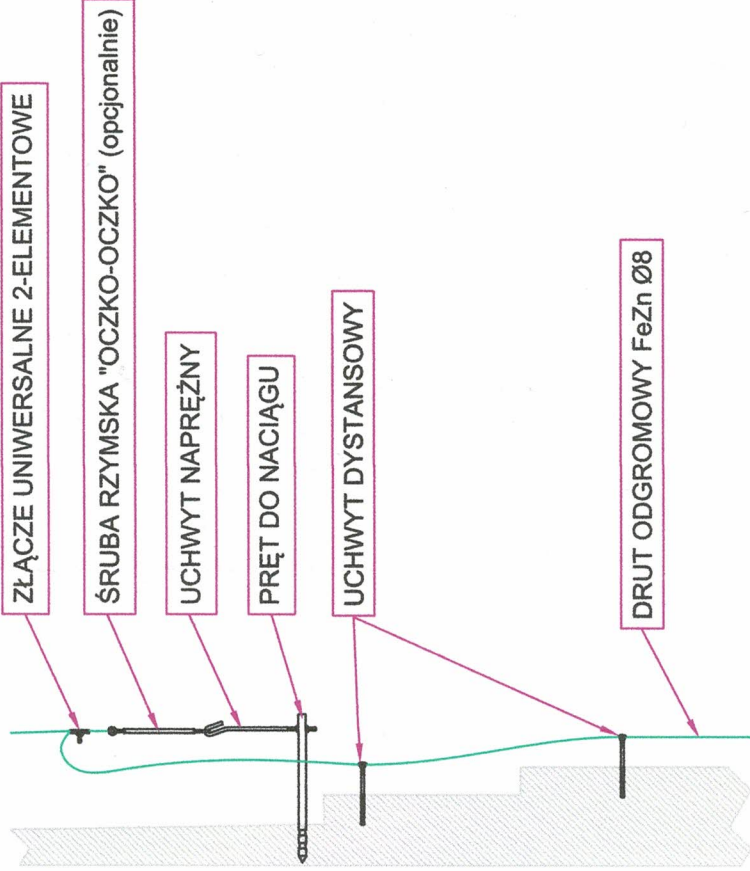 ZŁĄCZE UNIWERSALNE 2-ELEMENTOWE
ŚRUBA RZYMSKA "OCZKO-OCZKO" (opcjonalnie)
UCHWYT NAPRĘŻNY
PRĘT DO NACIĄGU
UCHWYT DYSTANSOWY
DRUT ODGROMOWY FeZn Ø8